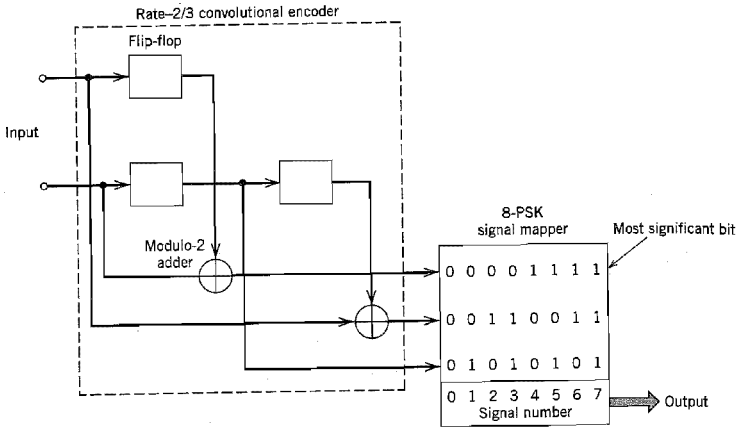 Rate–2/3 convolutional encoder
Flip-flop
Input
Modulo-2
adder
8-PSK
signal mapper
Most significant bit
0 0 0 0 1 1 1 1
0 0 1 1 0 0 1 1
0 1 0 1 0 1 0 1
0 1 2 3 4 5 6 7
Signal number
Output